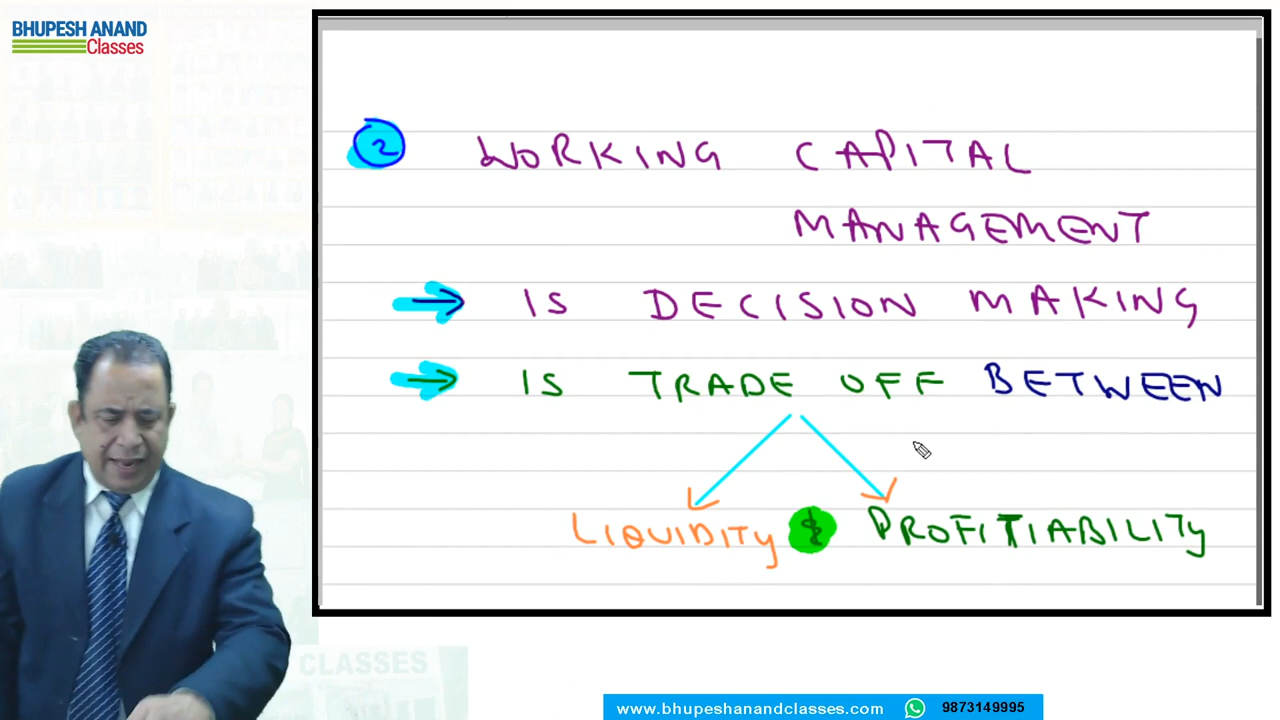 BHUPESH ANAND
Classes
2 WORKING CAPITAL
MANAGEMENT
→ IS DECISION MAKING
→ IS TRADE OFF BETWEEN
LIQUIDITY & PROFITIABILITY
CLASSES
www.bhupeshanandclasses.com 9873149995